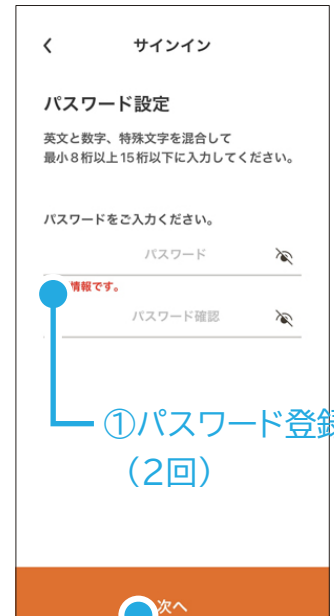 サインイン
パスワード設定
英文と数字、特殊文字を混合して
最小8桁以上15桁以下に入力してください。
パスワードをご入力ください。
パスワード
情報です。
パスワード確認
①パスワード登録
（2回）
次へ